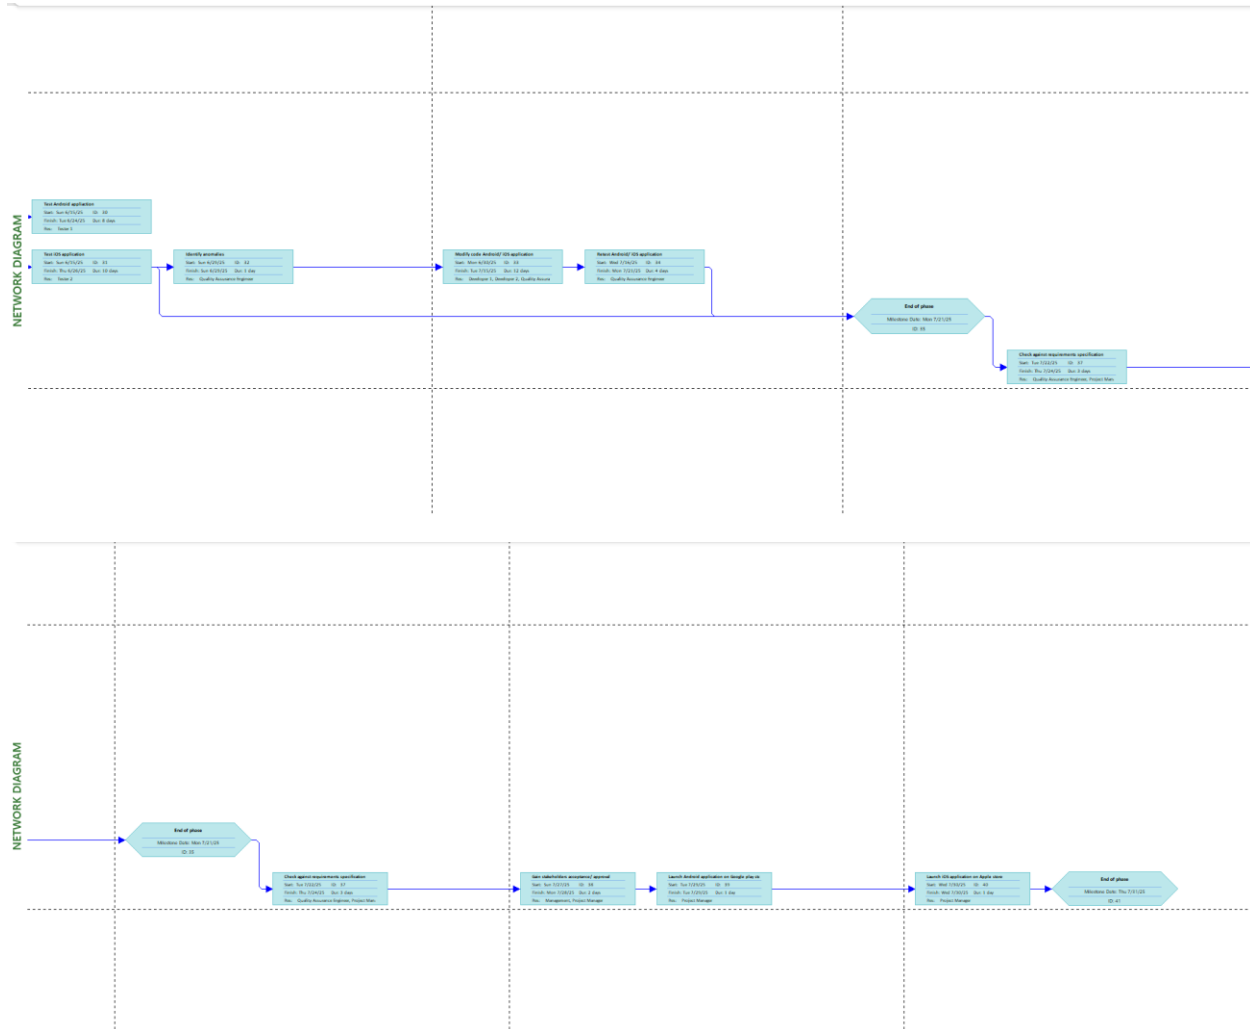 NETWORK DIAGRAM
Test Android application
Start: Sun 6/15/25 ID: 30
Finish: Tue 6/24/25 Dur: 8 days
Res:
Test iOS application
Start: Sun 6/15/25 ID: 31
Finish: Thu 6/26/25 Dur: 10 days
Res:
Identify anomalies
Start: Sun 6/29/25 ID: 32
Finish: Sun 6/29/25 Dur: 1 day
Res: Quality Assurance Engineer
Modify code Android/ iOS application
Start: Mon 6/30/25 ID: 33
Finish: Tue 7/15/25 Dur: 12 days
Res: Developer 1, Developer 2, Quality Assura
Retest Android/ iOS application
Start: Wed 7/16/25 ID: 34
Finish: Mon 7/21/25 Dur: 4 days
Res: Quality Assurance Engineer
End of phase
Milestone Date: Mon 7/21/25
ID:
Check against requirements specification
Start: Tue 7/22/25 ID: 37
Finish: Thu 7/24/25 Dur: 3 days
Res: Quality Assurance Engineer, Project Man
NETWORK DIAGRAM
End of phase
Milestone Date: Mon 7/21/25
ID:
Check against requirements specification
Start: Tue 7/22/25 ID: 37
Finish: Thu 7/24/25 Dur: 3 days
Res: Quality Assurance Engineer, Project Man
Gain stakeholders acceptance/ approval
Start: Sun 7/27/25 ID: 38
Finish: Mon 7/28/25 Dur: 2 days
Res: Management, Project Manager
Launch Android application on Google play sto
Start: Tue 7/29/25 ID: 39
Finish: Tue 7/29/25 Dur: 1 day
Res: Project Manager
Launch iOS application on Apple store
Start: Wed 7/30/25 ID: 40
Finish: Wed 7/30/25 Dur: 1 day
Res: Project Manager
End of phase
Milestone Date: Thu 7/31/25
ID: 41